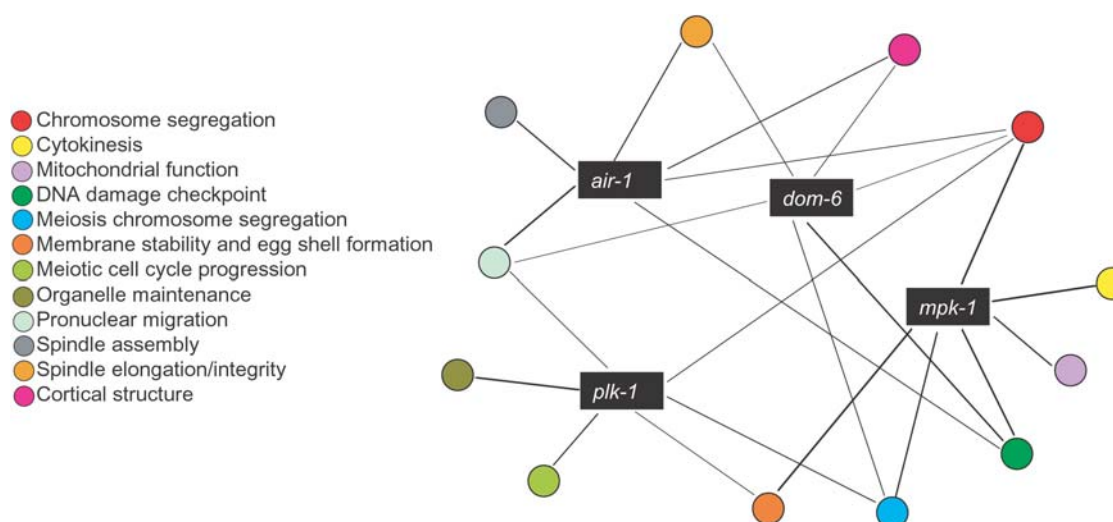 Chromosome segregation
Cytokinesis
Mitochondrial function
DNA damage checkpoint
Meiosis chromosome segregation
Membrane stability and egg shell formation
Meiotic cell cycle progression
Organelle maintenance
Pronuclear migration
Spindle assembly
Spindle elongation/integrity
Cortical structure
air-1
dom-6
mpk-1
plk-1